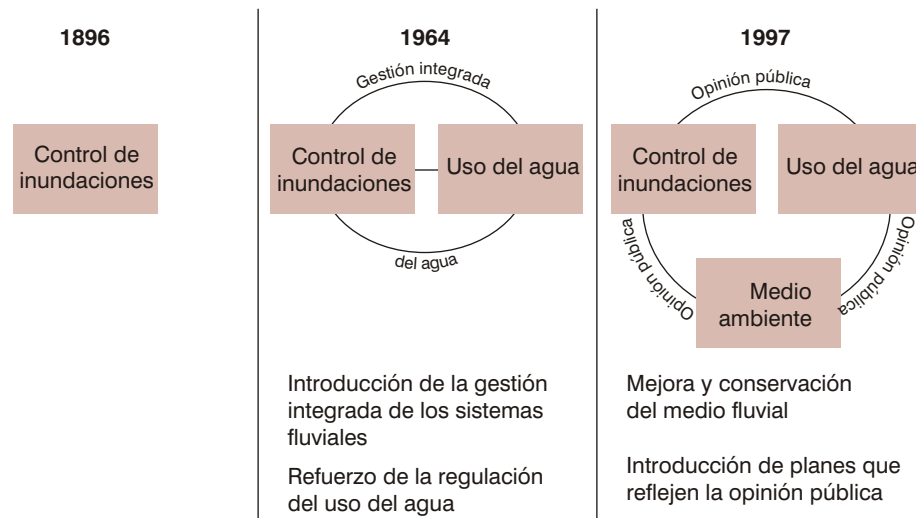 1896
Control de
inundaciones
1964
Gestión integrada
Control de
inundaciones
Uso del agua
del agua
Introducción de la gestión
integrada de los sistemas
fluviales
Refuerzo de la regulación
del uso del agua
1997
Opinión pública
Control de
inundaciones
Uso del agua
Opinión pública
Opinión pública
Medio
ambiente
Mejora y conservación
del medio fluvial
Introducción de planes que
reflejen la opinión pública